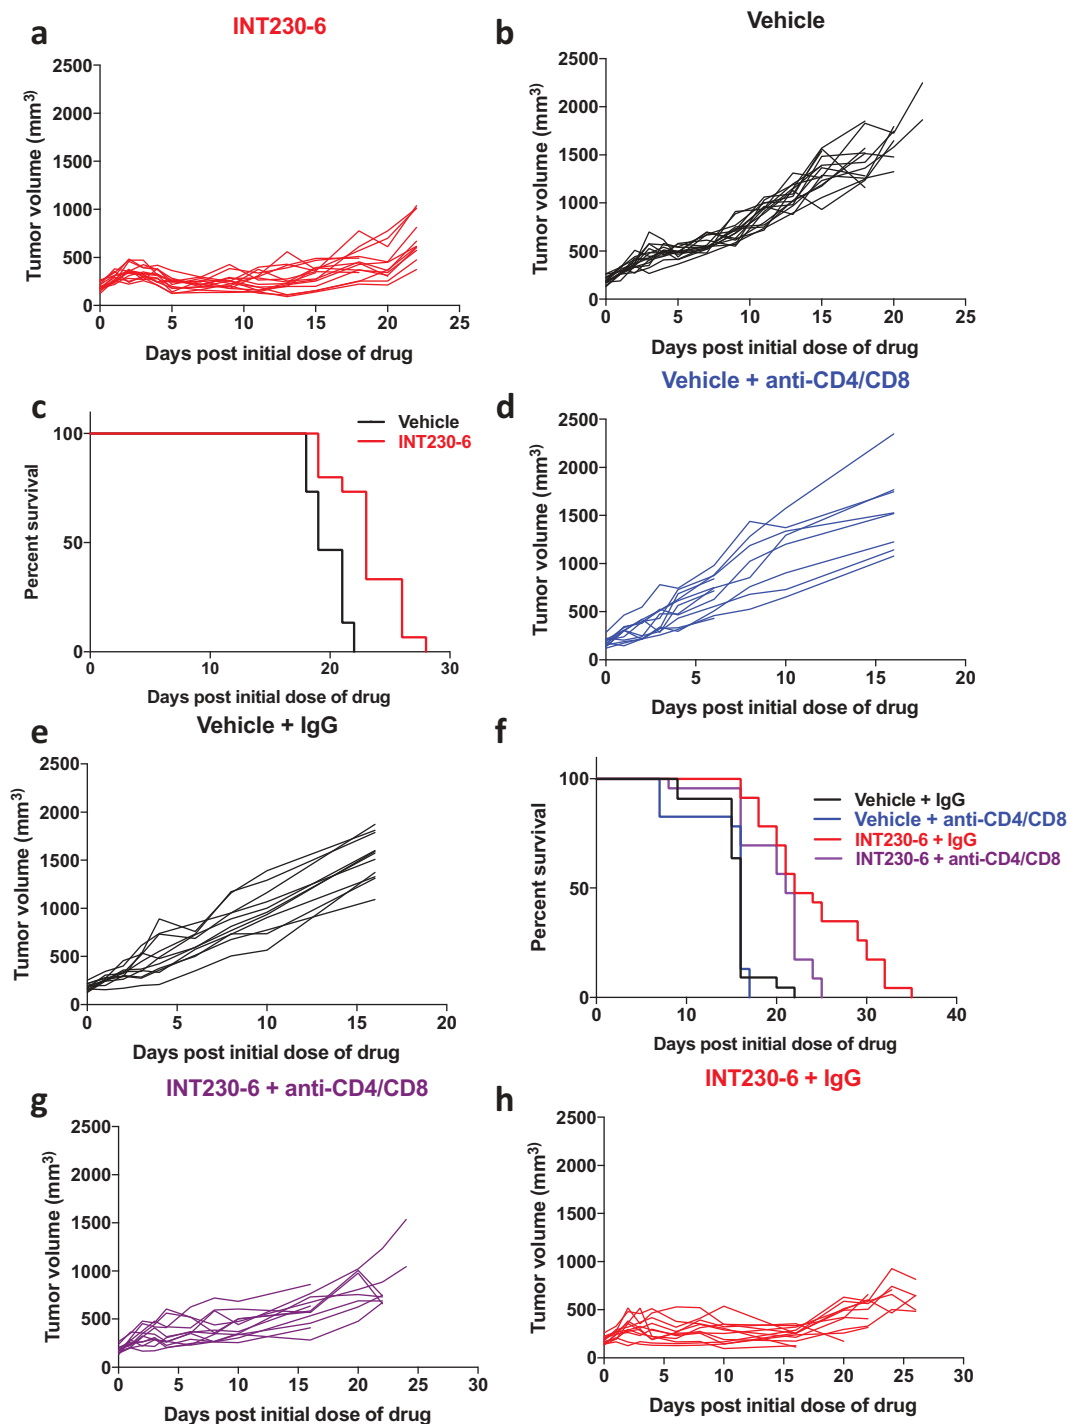 a
INT230-6
2500
2000
1500
1000
500
0
0 5 10 15 20 25
Tumor volume (mm³)
Days post initial dose of drug
b
Vehicle
2500
2000
1500
1000
500
0
0 5 10 15 20 25
Tumor volume (mm³)
Days post initial dose of drug
c
Vehicle
INT230-6
100
50
0
0 10 20 30
Percent survival
Days post initial dose of drug
d
Vehicle + anti-CD4/CD8
2500
2000
1500
1000
500
0
0 5 10 15 20
Tumor volume (mm³)
Days post initial dose of drug
e
Vehicle + IgG
2500
2000
1500
1000
500
0
0 5 10 15 20
Tumor volume (mm³)
Days post initial dose of drug
f
Vehicle + IgG
Vehicle + anti-CD4/CD8
INT230-6 + IgG
INT230-6 + anti-CD4/CD8
100
50
0
0 10 20 30 40
Percent survival
Days post initial dose of drug
g
INT230-6 + anti-CD4/CD8
2500
2000
1500
1000
500
0
0 5 10 15 20 25 30
Tumor volume (mm³)
Days post initial dose of drug
h
INT230-6 + IgG
2500
2000
1500
1000
500
0
0 5 10 15 20 25 30
Tumor volume (mm³)
Days post initial dose of drug